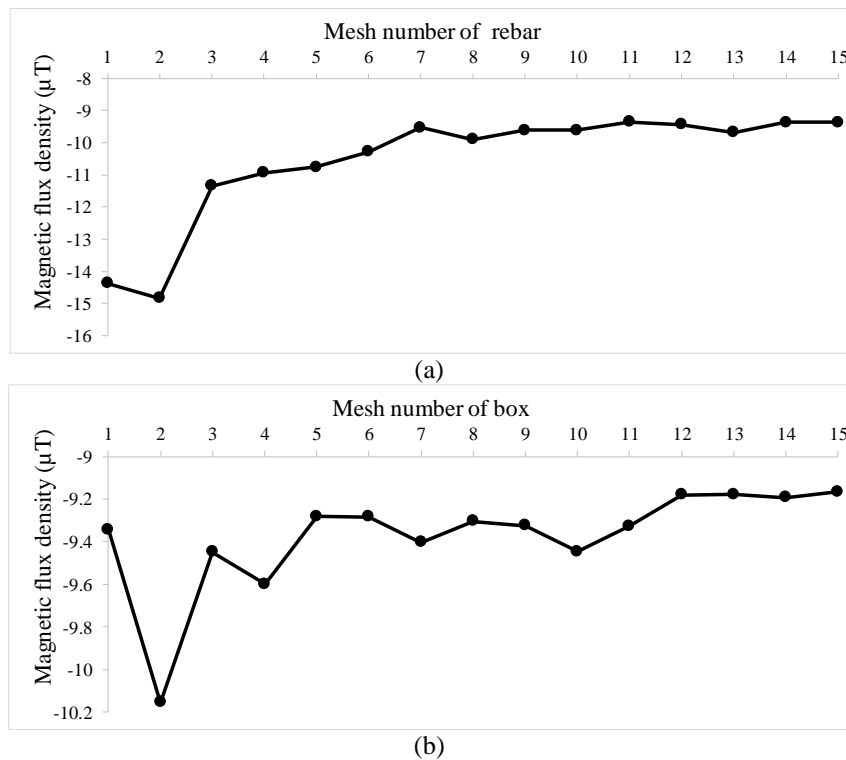 Mesh number of rebar
1 2 3 4 5 6 7 8 9 10 11 12 13 14 15
Magnetic flux density (µT)
-8
-9
-10
-11
-12
-13
-14
-15
-16
(a)
Mesh number of box
1 2 3 4 5 6 7 8 9 10 11 12 13 14 15
Magnetic flux density (µT)
-9
-9.2
-9.4
-9.6
-9.8
-10
-10.2
(b)